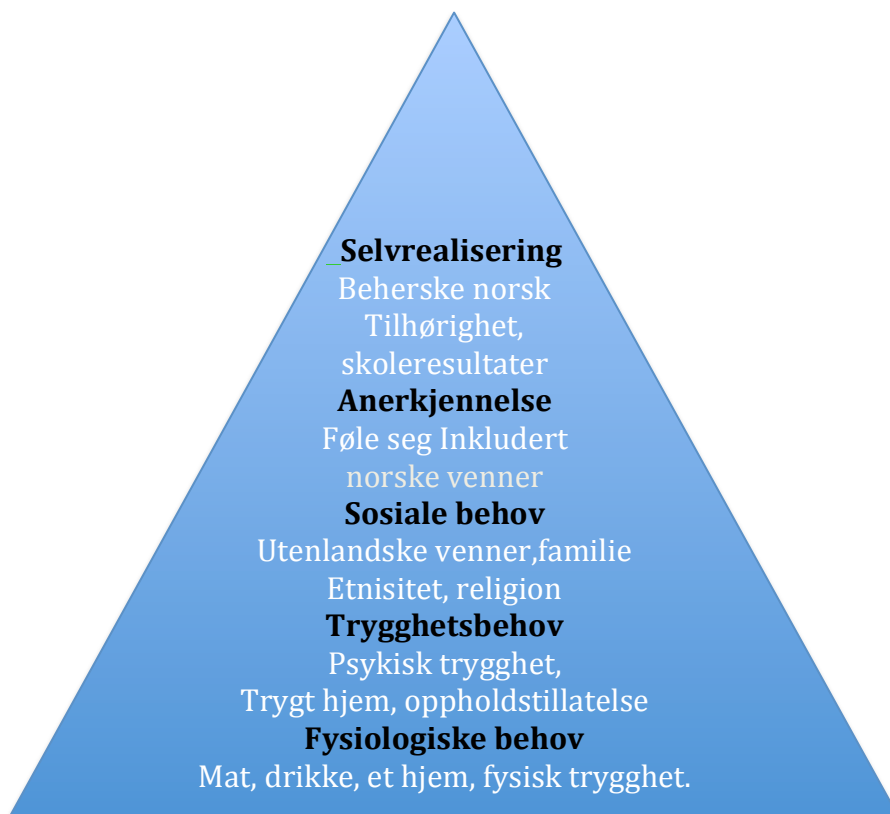 _Selvrealisering
Beherske norsk
Tilhørighet,
skoleresultater
Anerkjennelse
Føle seg Inkludert
norske venner
Sosiale behov
Utenlandske venner,familie
Etnisitet, religion
Trygghetsbehov
Psykisk trygghet,
Trygt hjem, oppholdstillatelse
Fysiologiske behov
Mat, drikke, et hjem, fysisk trygghet.